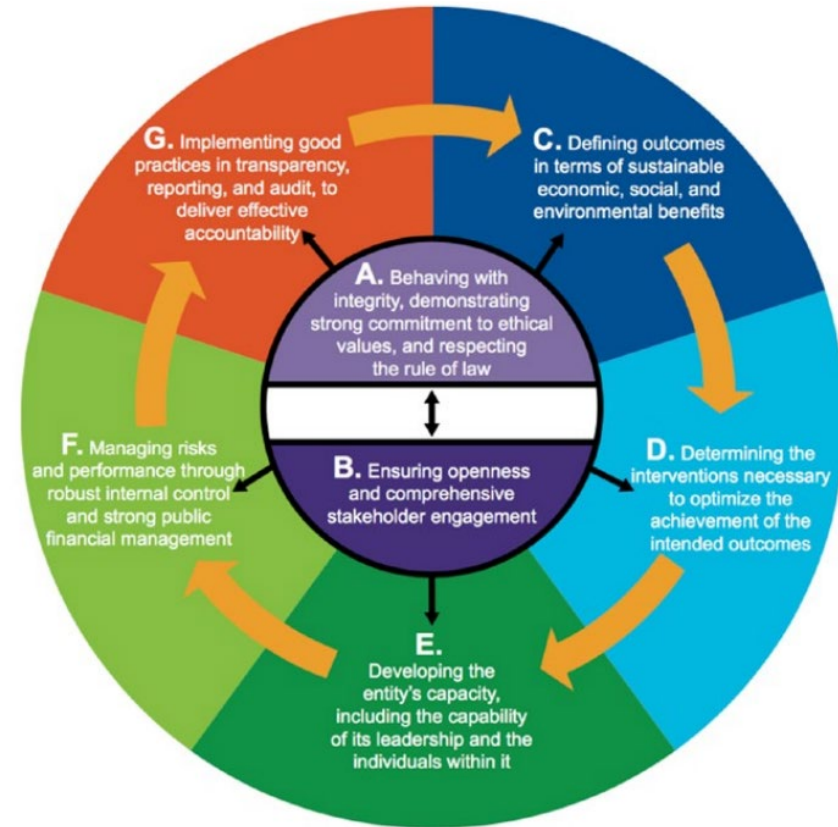 G. Implementing good
practices in transparency,
reporting, and audit, to
deliver effective
accountability
C. Defining outcomes
in terms of sustainable
economic, social, and
environmental benefits
A. Behaving with
integrity, demonstrating
strong commitment to ethical
values, and respecting
the rule of law
F. Managing risks
and performance through
robust internal control
and strong public
financial management
B. Ensuring openness
and comprehensive
stakeholder engagement
D. Determining the
interventions necessary
to optimize the
achievement of the
intended outcomes
E.
Developing the
entity's capacity,
including the capability
of its leadership and the
individuals within it